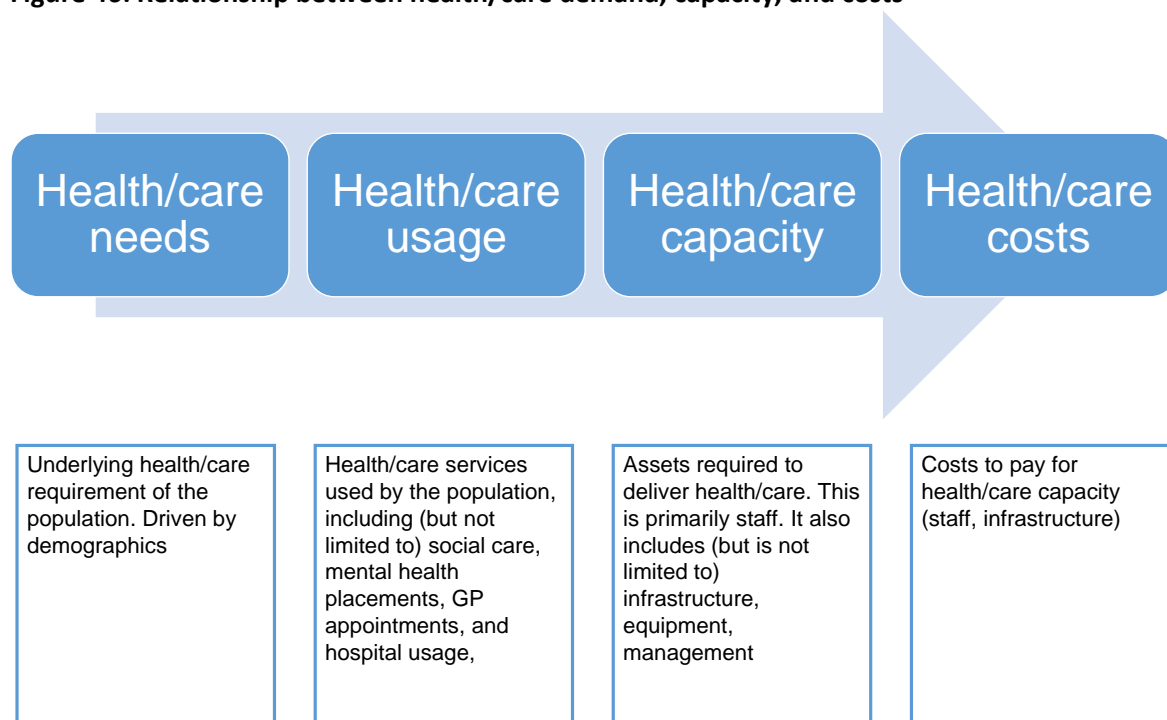 Health/care
needs
Health/care
usage
Health/care
capacity
Health/care
costs
Underlying health/care
requirement of the
population. Driven by
demographics
Health/care services
used by the population,
including (but not
limited to) social care,
mental health
placements, GP
appointments, and
hospital usage,
Assets required to
deliver health/care. This
is primarily staff. It also
includes (but is not
limited to)
infrastructure,
equipment,
management
Costs to pay for
health/care capacity
(staff, infrastructure)